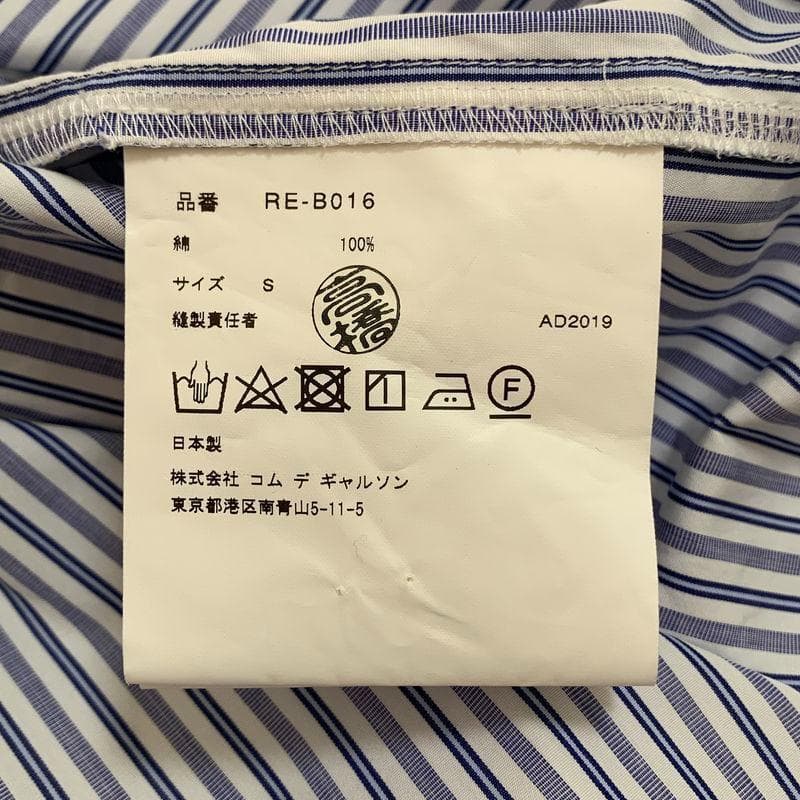 品番 RE-B016
綿 100%
サイズ S
縫製責任者 高橋 AD2019
F
日本製
株式会社 コム デ ギャルソン
東京都港区南青山5-11-5